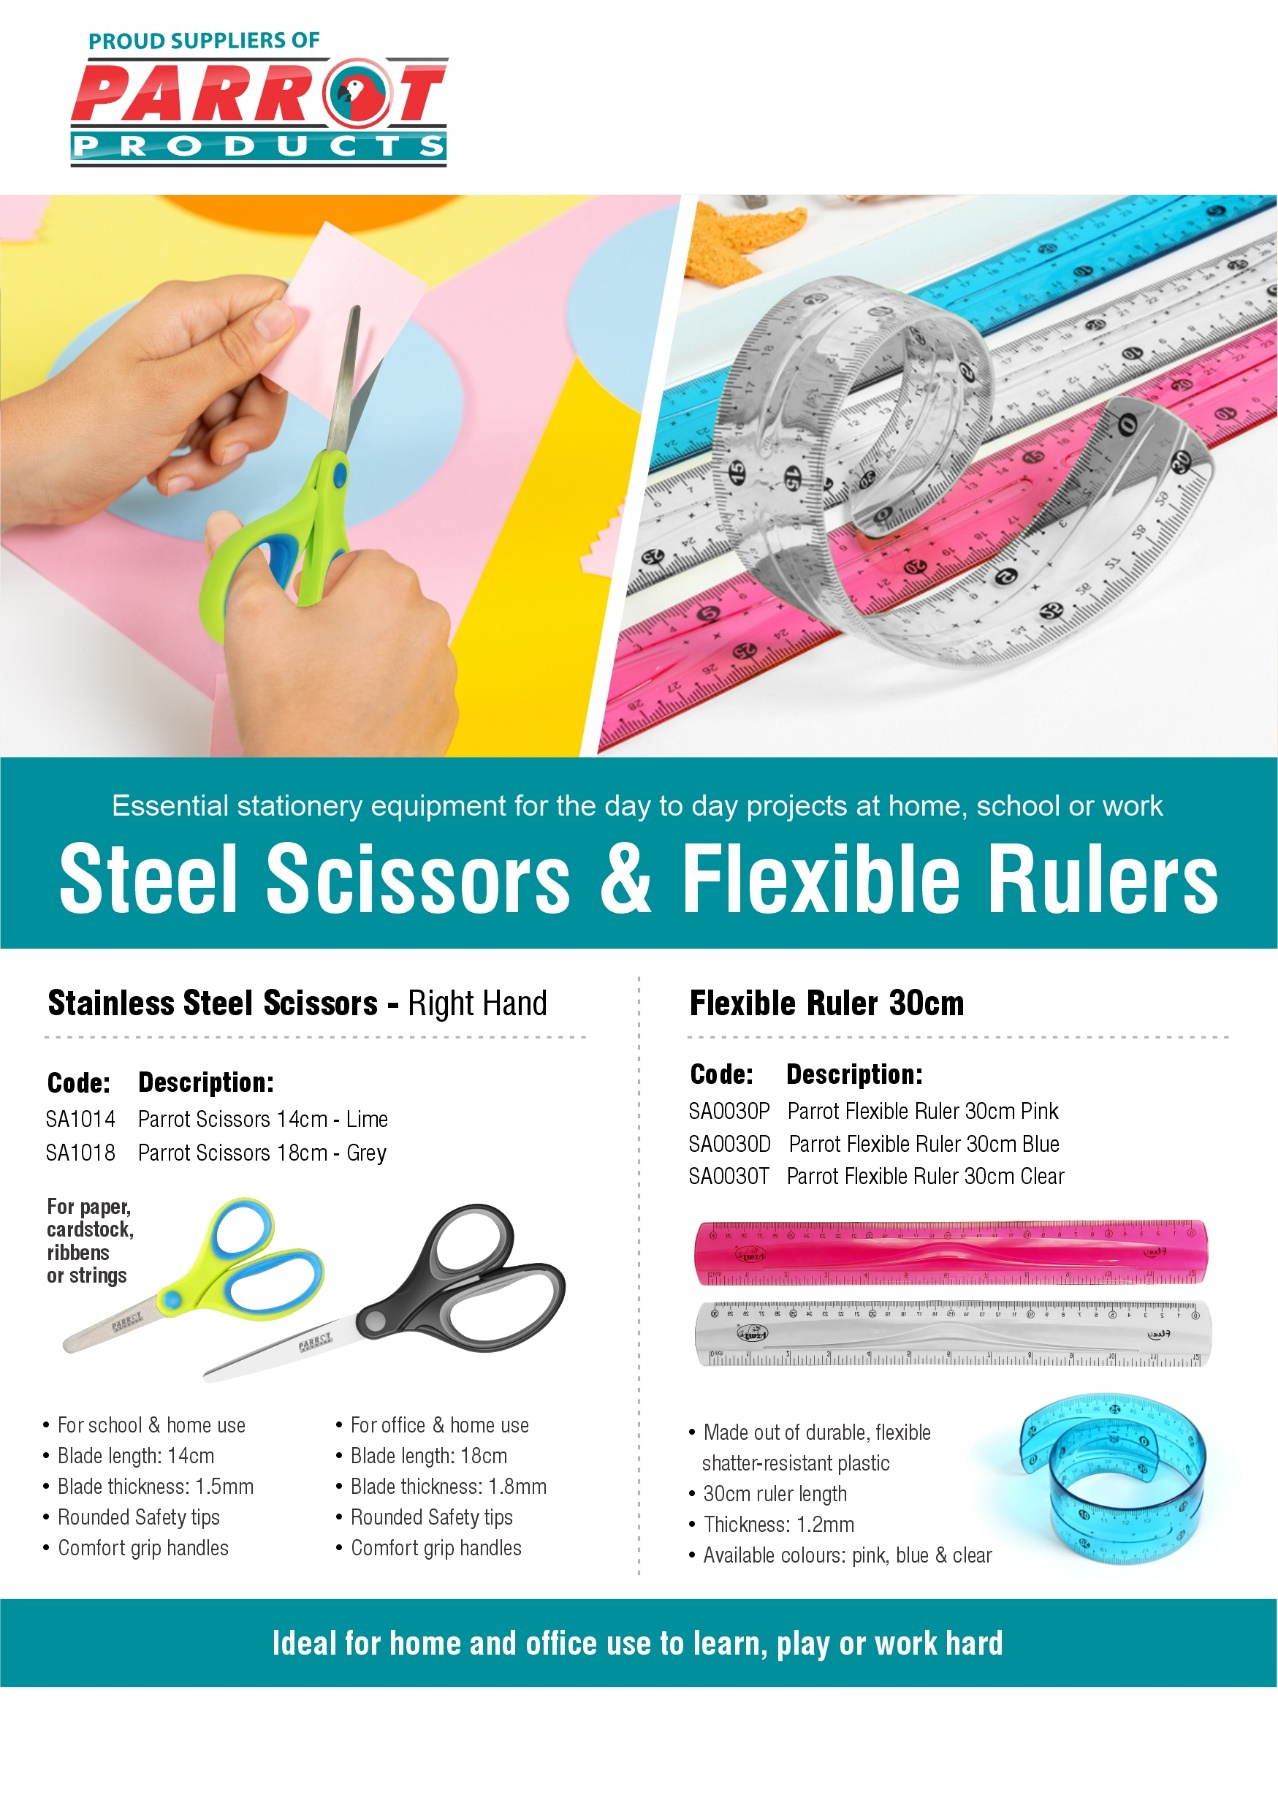 PROUD SUPPLIERS OF
PARROT
PRODUCTS
Essential stationery equipment for the day to day projects at home, school or work
Steel Scissors & Flexible Rulers
Stainless Steel Scissors - Right Hand
Code: Description:
SA1014 Parrot Scissors 14cm - Lime
SA1018 Parrot Scissors 18cm - Grey
For paper,
cardstock,
ribbens
or strings
PARROT
PARROT
• For school & home use
• Blade length: 14cm
• Blade thickness: 1.5mm
• Rounded Safety tips
• Comfort grip handles
• For office & home use
• Blade length: 18cm
• Blade thickness: 1.8mm
• Rounded Safety tips
• Comfort grip handles
Flexible Ruler 30cm
Code: Description:
SA0030P Parrot Flexible Ruler 30cm Pink
SA0030D Parrot Flexible Ruler 30cm Blue
SA0030T Parrot Flexible Ruler 30cm Clear
• Made out of durable, flexible
shatter-resistant plastic
• 30cm ruler length
• Thickness: 1.2mm
• Available colours: pink, blue & clear
Ideal for home and office use to learn, play or work hard